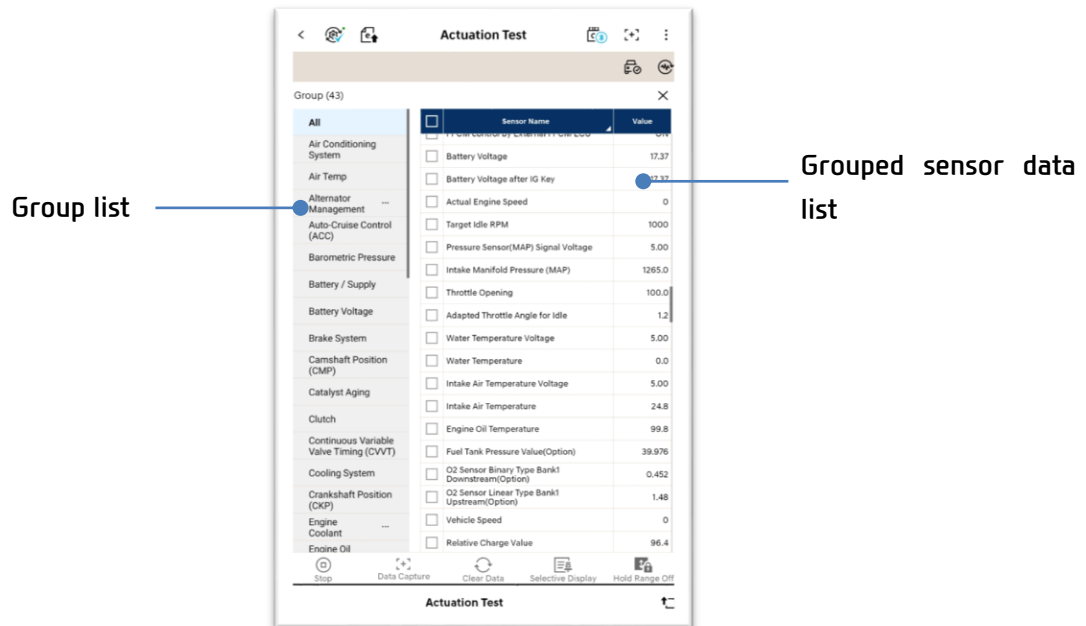 Actuation Test
Group (43)
All
Sensor Name
Value
Air Conditioning
System
Air Temp
Alternator ...
Management
Auto-Cruise Control
(ACC)
Barometric Pressure
Battery / Supply
Battery Voltage
Brake System
Camshaft Position
(CMP)
Catalyst Aging
Clutch
Continuous Variable
Valve Timing (CVVT)
Cooling System
Crankshaft Position
(CKP)
Engine ...
Coolant
Engine Oil
Battery Voltage 17.37
Battery Voltage after IG Key 17.37
Actual Engine Speed 0
Target Idle RPM 1000
Pressure Sensor(MAP) Signal Voltage 5.00
Intake Manifold Pressure (MAP) 1265.0
Throttle Opening 100.0
Adapted Throttle Angle for Idle 1.2
Water Temperature Voltage 5.00
Water Temperature 0.0
Intake Air Temperature Voltage 5.00
Intake Air Temperature 24.8
Engine Oil Temperature 99.8
Fuel Tank Pressure Value(Option) 39.976
O2 Sensor Binary Type Bank1
Downstream(Option) 0.452
O2 Sensor Linear Type Bank1
Upstream(Option) 1.48
Vehicle Speed 0
Relative Charge Value 96.4
Stop
Data Capture
Clear Data
Selective Display
Hold Range Off
Actuation Test
Group list
Grouped sensor data
list